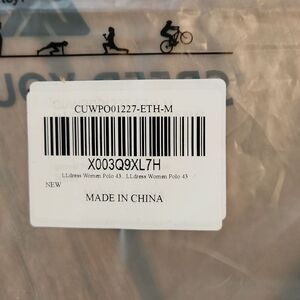 CUWPO01227-ETH-M
X003Q9XL7H
LLdress Women Polo 43...LLdress Women Polo 43
NEW
MADE IN CHINA